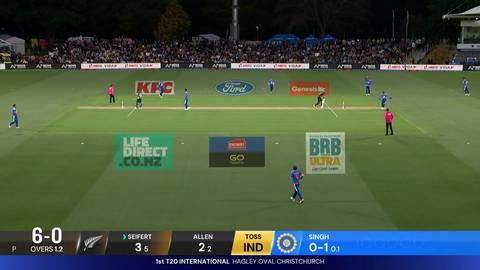 KFC
Ford
Genesis
LIFE
DIRECT
.CO.NZ
GO
BRB
ULTRA
6-0
P OVERS 1.2
SEIFERT
3 5
ALLEN
2 2
TOSS
IND
SINGH
0-1 0.1
1st T20 INTERNATIONAL HAGLEY OVAL CHRISTCHURCH